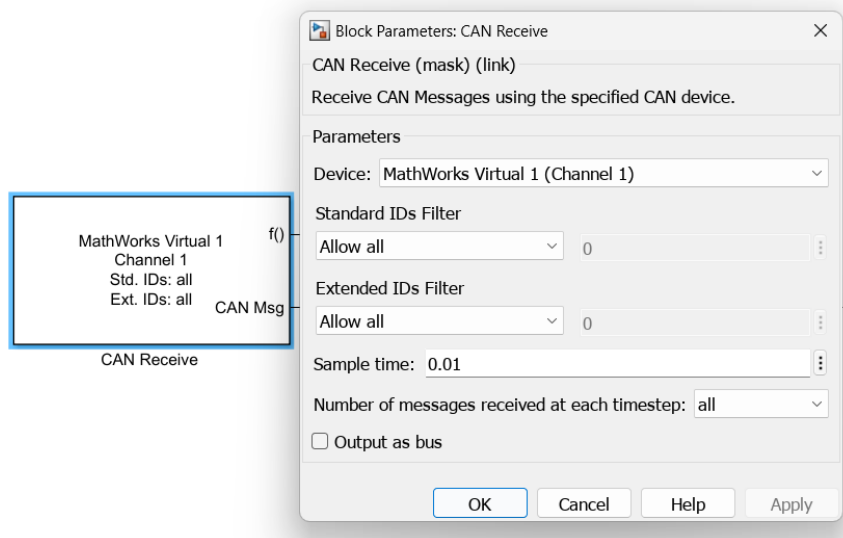 MathWorks Virtual 1
Channel 1
Std. IDs: all
Ext. IDs: all
f()
CAN Msg
CAN Receive
Block Parameters: CAN Receive
CAN Receive (mask) (link)
Receive CAN Messages using the specified CAN device.
Parameters
Device: MathWorks Virtual 1 (Channel 1)
Standard IDs Filter
Allow all 0
Extended IDs Filter
Allow all 0
Sample time: 0.01
Number of messages received at each timestep: all
Output as bus
OK Cancel Help Apply